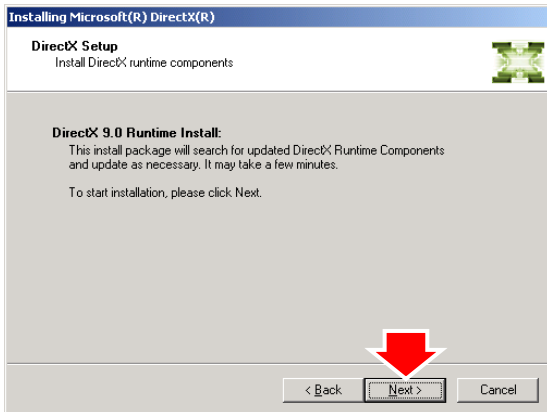 Installing Microsoft(R) DirectX(R)
DirectX Setup
Install DirectX runtime components
DirectX 9.0 Runtime Install:
This install package will search for updated DirectX Runtime Components
and update as necessary. It may take a few minutes.
To start installation, please click Next.
< Back Next > Cancel